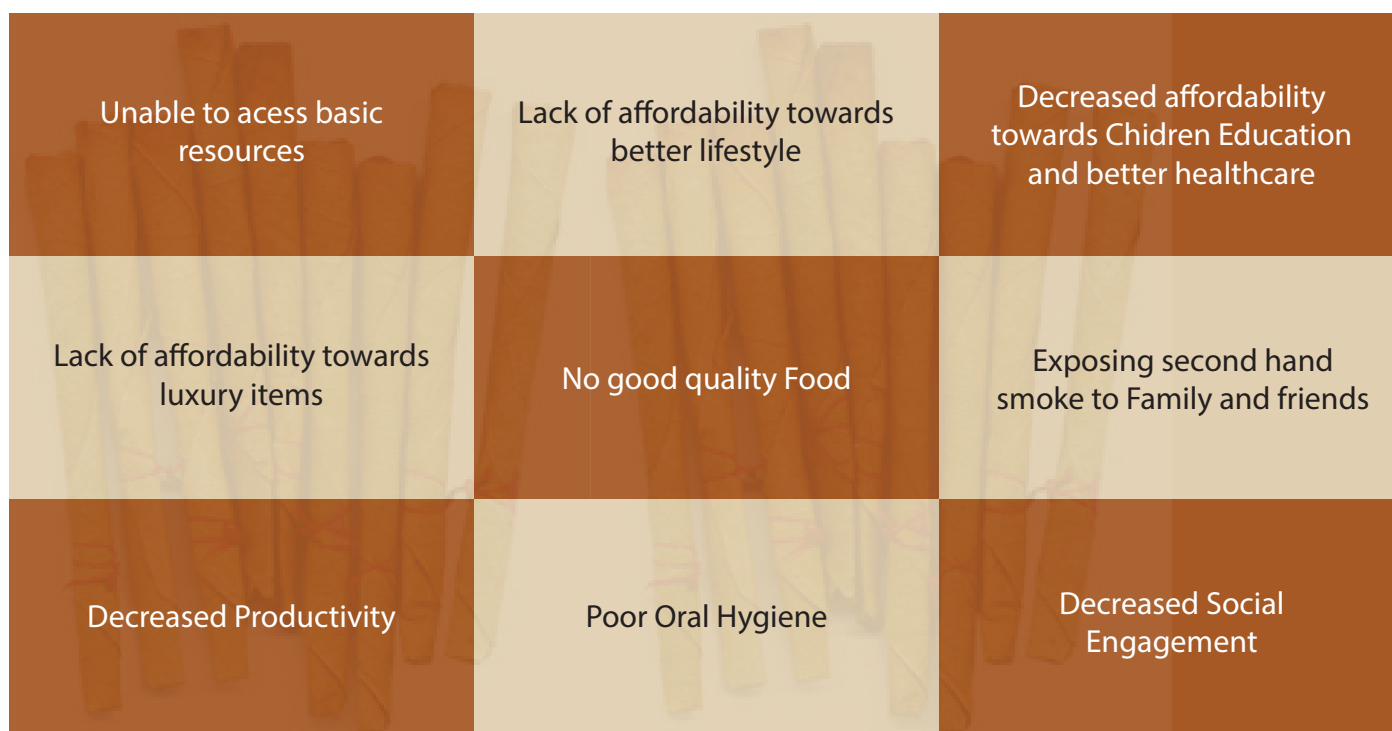 Unable to acess basic
resources
Lack of affordability towards
better lifestyle
Decreased affordability
towards Chidren Education
and better healthcare
Lack of affordability towards
luxury items
No good quality Food
Exposing second hand
smoke to Family and friends
Decreased Productivity
Poor Oral Hygiene
Decreased Social
Engagement